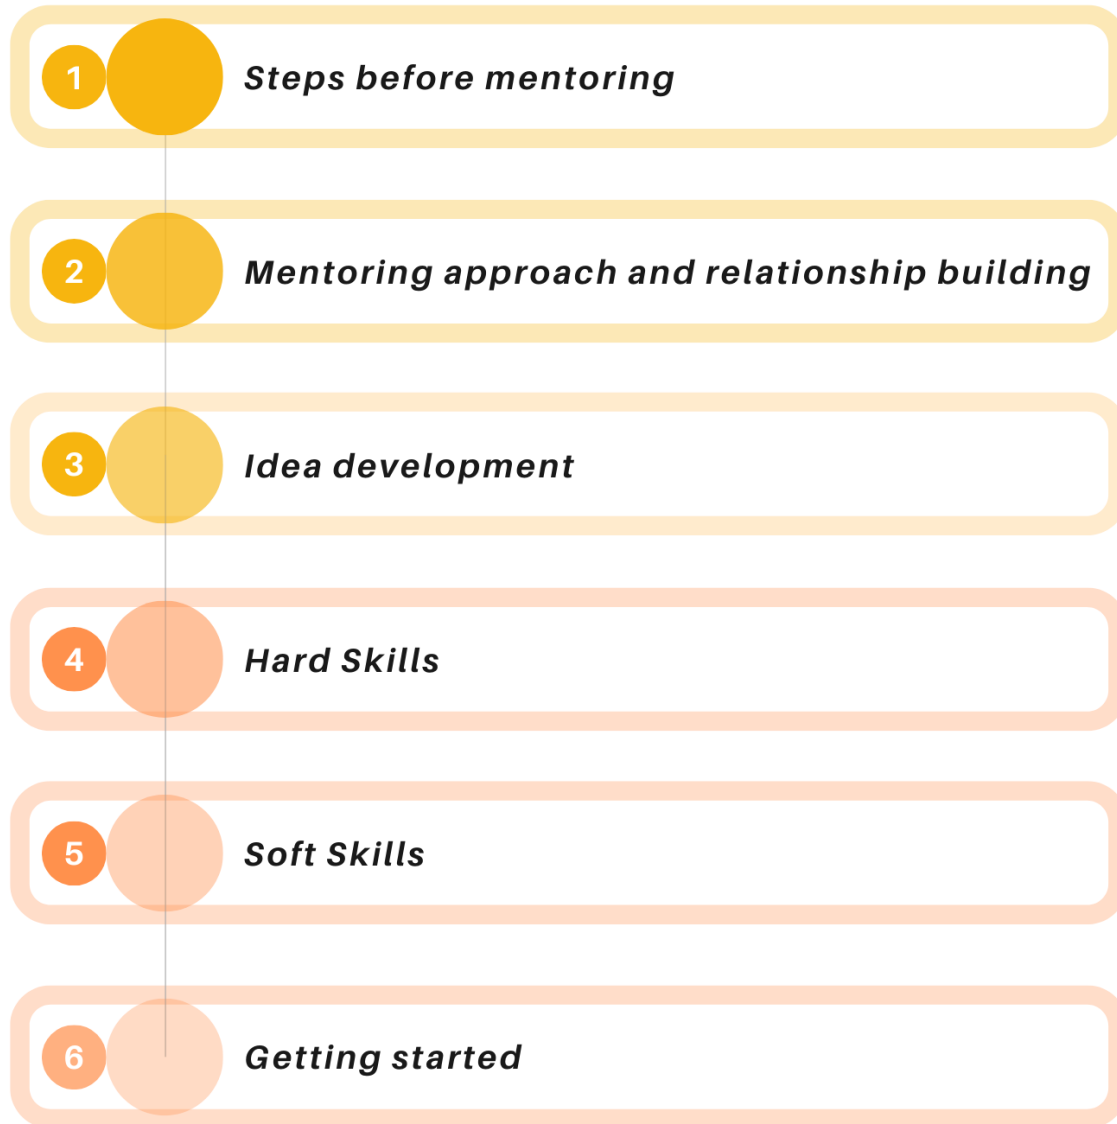 1 Steps before mentoring
2 Mentoring approach and relationship building
3 Idea development
4 Hard Skills
5 Soft Skills
6 Getting started